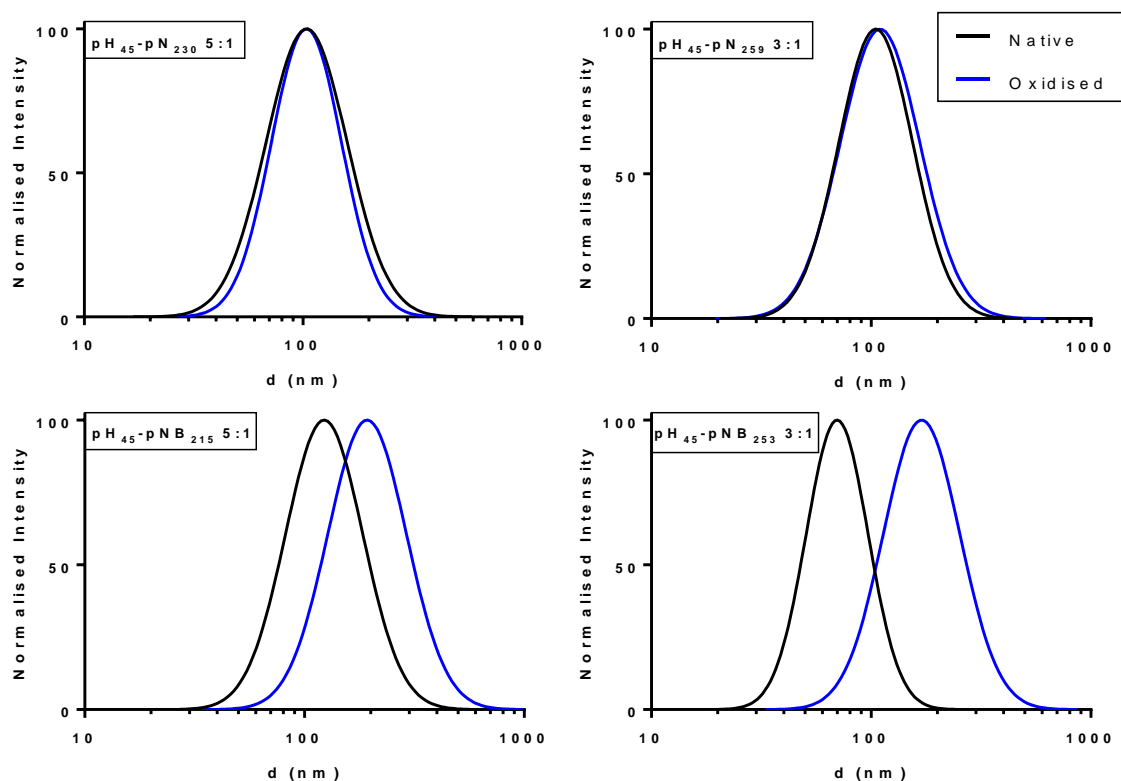 pH45-pN230 5:1
Normalised Intensity
100
50
0
10
100
1000
d (nm)
pH45-pN259 3:1
Native
Oxidised
Normalised Intensity
100
50
0
10
100
1000
d (nm)
pH45-pNB215 5:1
Normalised Intensity
100
50
0
10
100
1000
d (nm)
pH45-pNB253 3:1
Normalised Intensity
100
50
0
10
100
1000
d (nm)